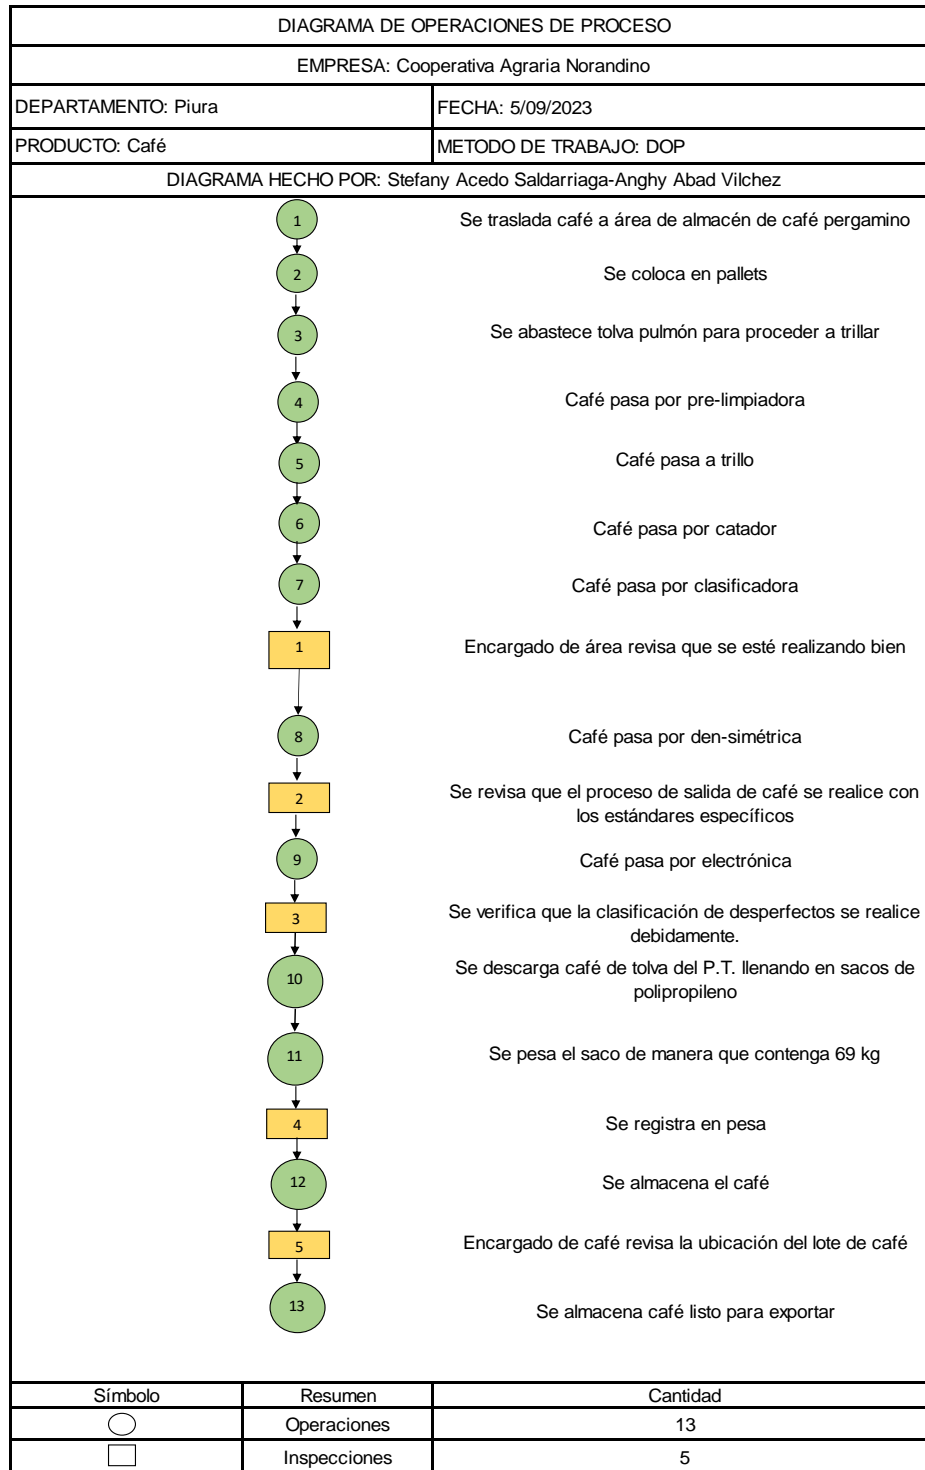 DIAGRAMA DE OPERACIONES DE PROCESO
EMPRESA: Cooperativa Agraria Norandino
DEPARTAMENTO: Piura
FECHA: 5/09/2023
PRODUCTO: Café
METODO DE TRABAJO: DOP
DIAGRAMA HECHO POR: Stefany Acedo Saldarriaga-Anghy Abad Vilchez
1
Se traslada café a área de almacén de café pergamino
2
Se coloca en pallets
3
Se abastece tolva pulmón para proceder a trillar
4
Café pasa por pre-limpiadora
5
Café pasa a trillo
6
Café pasa por catador
7
Café pasa por clasificadora
1
Encargado de área revisa que se esté realizando bien
8
Café pasa por den-simétrica
2
Se revisa que el proceso de salida de café se realice con
los estándares específicos
9
Café pasa por electrónica
3
Se verifica que la clasificación de desperfectos se realice
debidamente.
10
Se descarga café de tolva del P.T. llenando en sacos de
polipropileno
11
Se pesa el saco de manera que contenga 69 kg
4
Se registra en pesa
12
Se almacena el café
5
Encargado de café revisa la ubicación del lote de café
13
Se almacena café listo para exportar
Símbolo
Resumen
Cantidad
Operaciones
13
Inspecciones
5